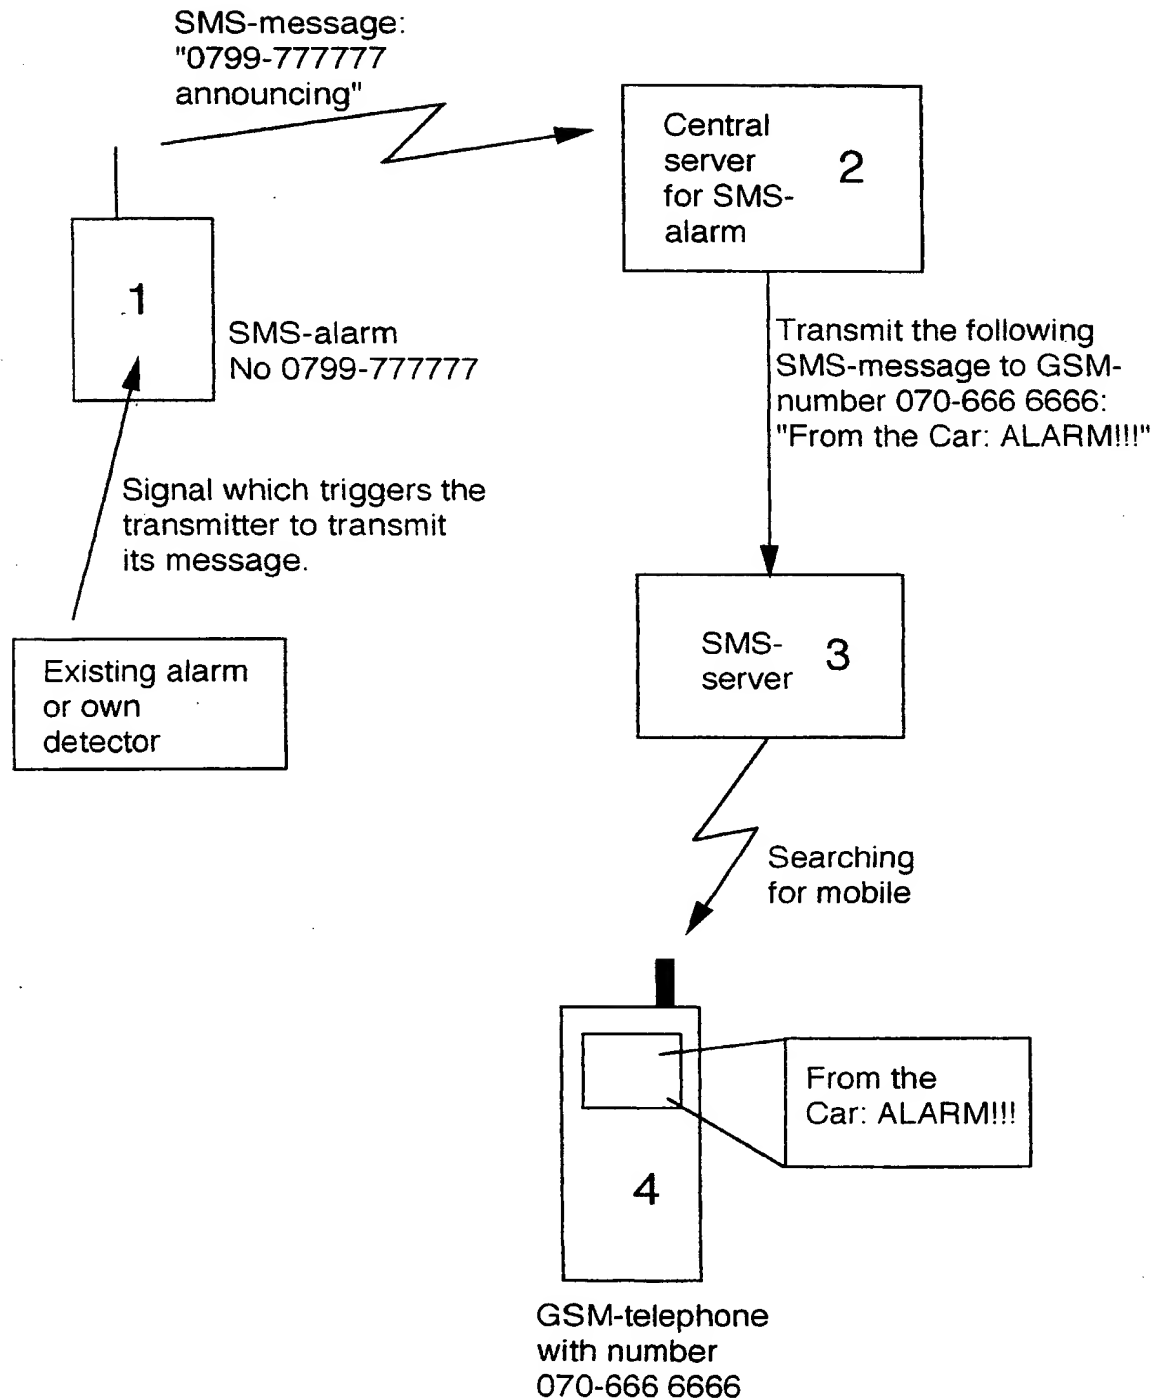 SMS-message:
"0799-777777
announcing"
Central
server
for SMS-
alarm
2
1
SMS-alarm
No 0799-777777
Transmit the following
SMS-message to GSM-
number 070-666 6666:
"From the Car: ALARM!!!"
Signal which triggers the
transmitter to transmit
its message.
Existing alarm
or own
detector
SMS-
server
3
Searching
for mobile
From the
Car: ALARM!!!
4
GSM-telephone
with number
070-666 6666